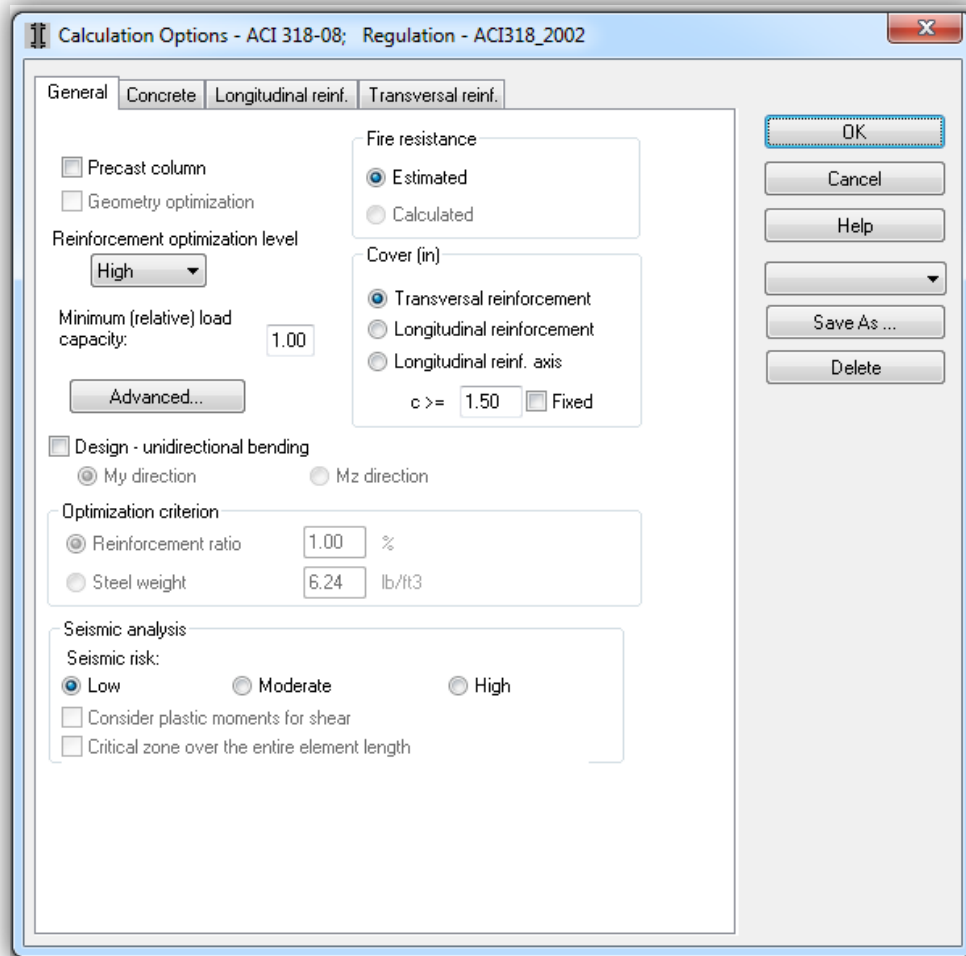 Calculation Options - ACI 318-08;   Regulation - ACI318_2002
General
Concrete
Longitudinal reinf.
Transversal reinf.
Precast column
Geometry optimization
Reinforcement optimization level
High
Minimum (relative) load
capacity:
1.00
Advanced...
Fire resistance
Estimated
Calculated
Cover (in)
Transversal reinforcement
Longitudinal reinforcement
Longitudinal reinf. axis
c >= 1.50 Fixed
Design - unidirectional bending
My direction
Mz direction
Optimization criterion
Reinforcement ratio 1.00 %
Steel weight 6.24 lb/ft3
Seismic analysis
Seismic risk:
Low
Moderate
High
Consider plastic moments for shear
Critical zone over the entire element length
OK
Cancel
Help
Save As ...
Delete